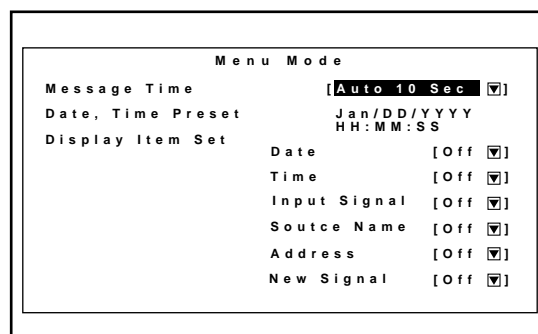 Menu Mode
Message Time [Auto 10 Sec ▼]
Date, Time Preset Jan/DD/YYYY
HH:MM:SS
Display Item Set
Date [Off ▼]
Time [Off ▼]
Input Signal [Off ▼]
Soutce Name [Off ▼]
Address [Off ▼]
New Signal [Off ▼]